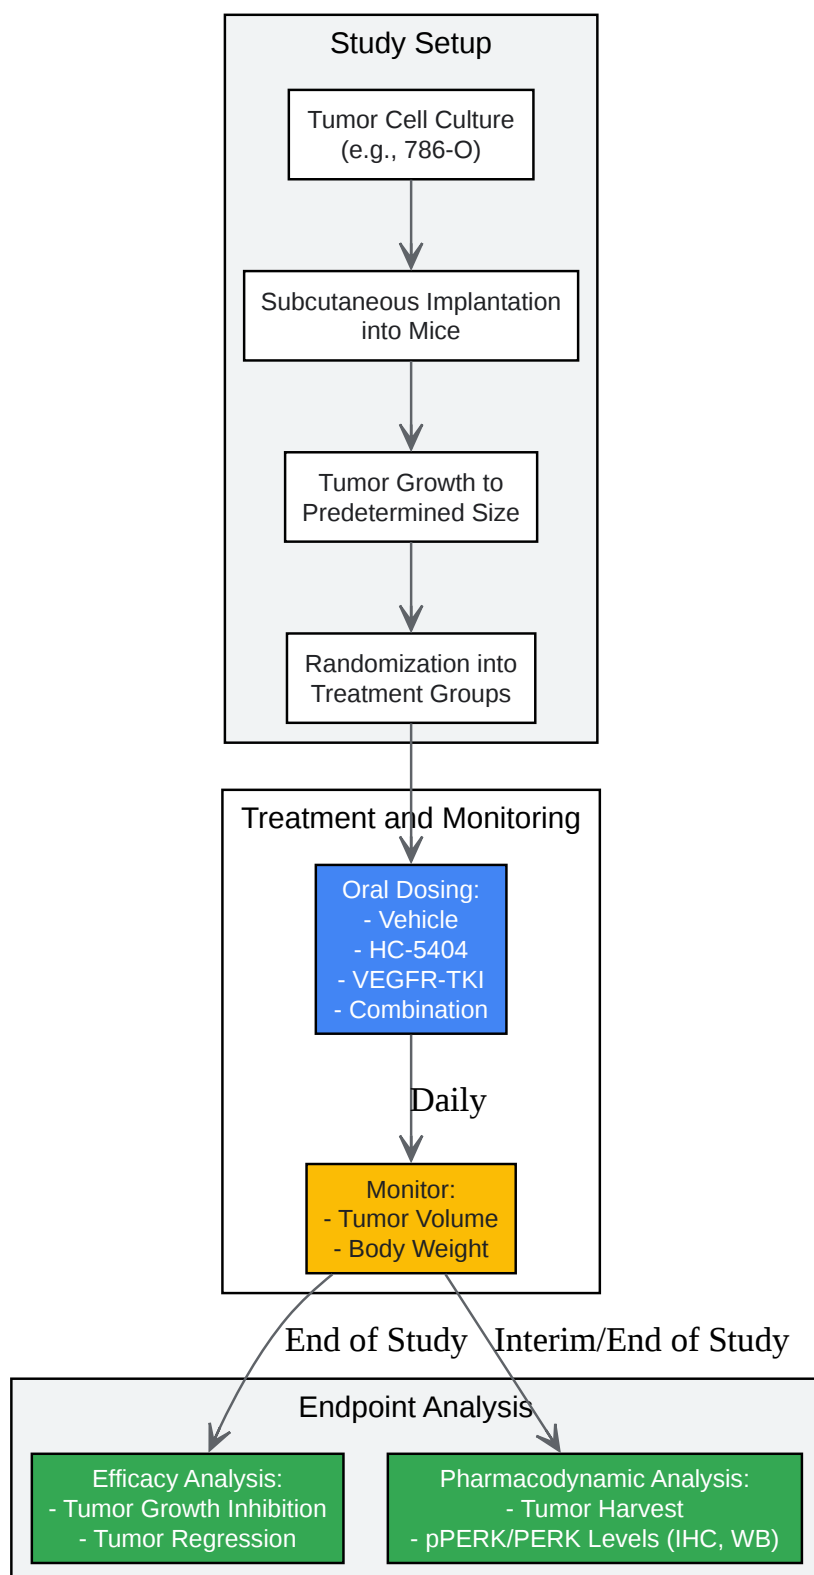 Study Setup
Tumor Cell Culture
(e.g., 786-O)
Subcutaneous Implantation
into Mice
Tumor Growth to
Predetermined Size
Randomization into
Treatment Groups
Treatment and Monitoring
Oral Dosing:
- Vehicle
- HC-5404
- VEGFR-TKI
- Combination
Daily
Monitor:
- Tumor Volume
- Body Weight
End of Study
Interim/End of Study
Endpoint Analysis
Efficacy Analysis:
- Tumor Growth Inhibition
- Tumor Regression
Pharmacodynamic Analysis:
- Tumor Harvest
- pPERK/PERK Levels (IHC, WB)